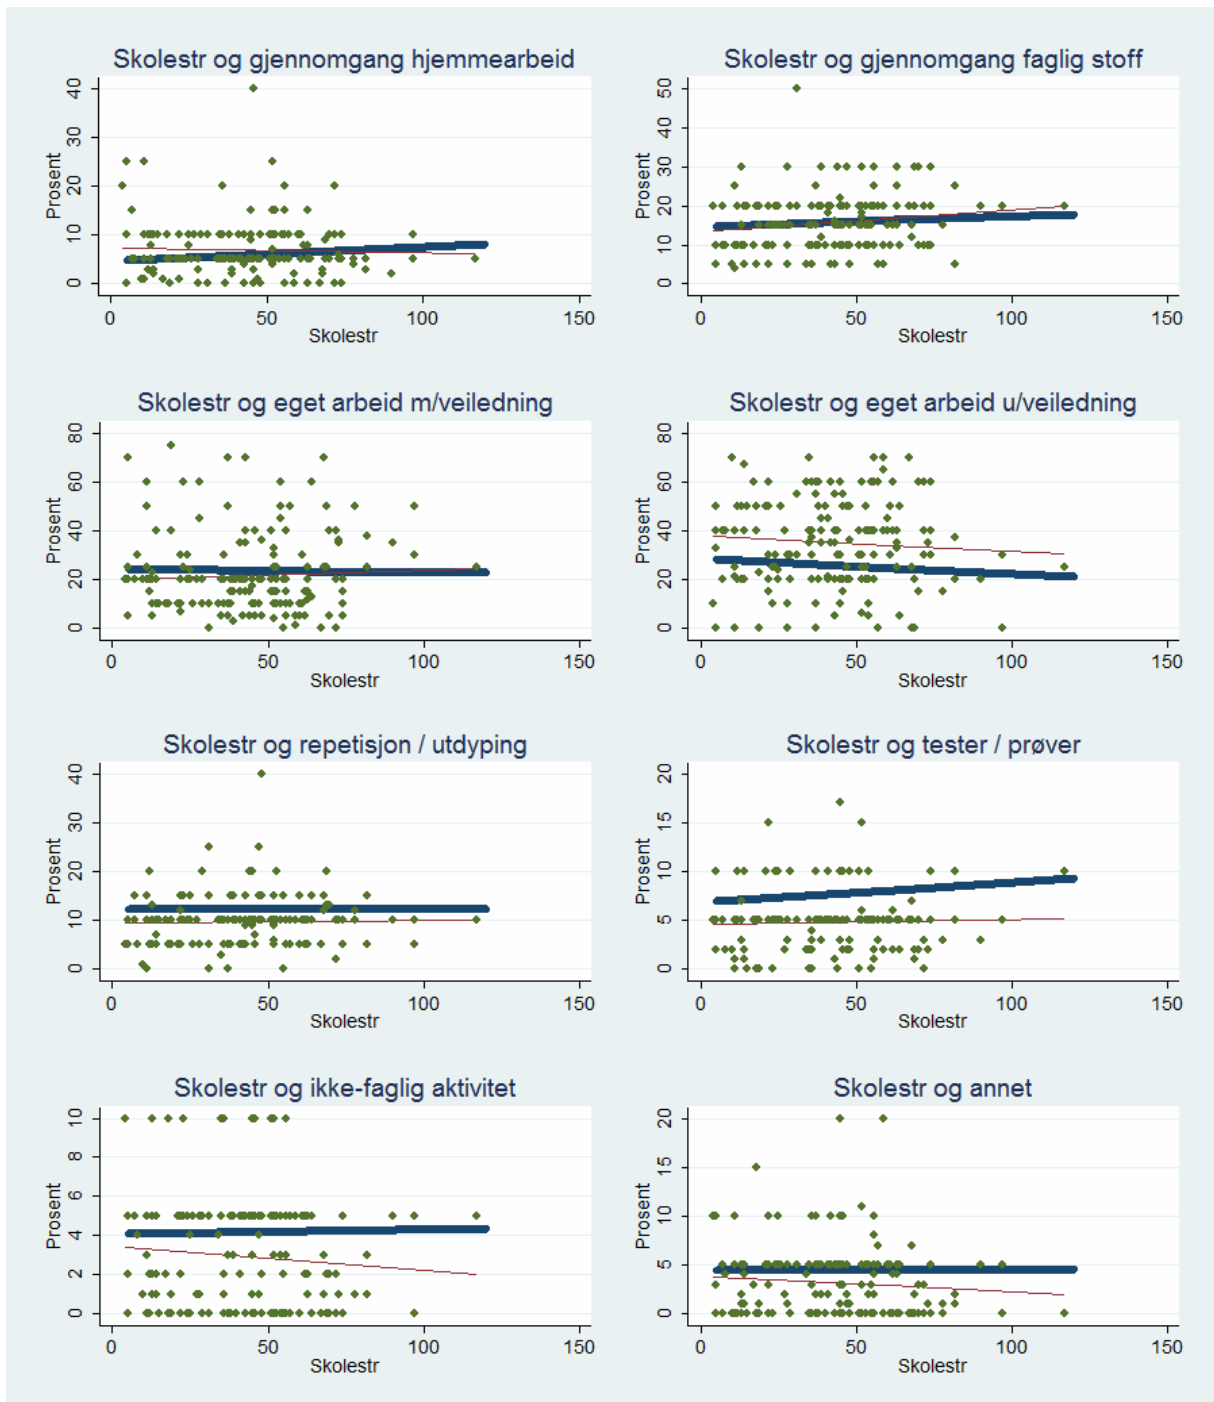 Skolestr og gjennomgang hjemmearbeid
Prosent
40
30
20
10
0
0 50 100 150
Skolestr
Skolestr og gjennomgang faglig stoff
Prosent
50
40
30
20
10
0
0 50 100 150
Skolestr
Skolestr og eget arbeid m/veiledning
Prosent
80
60
40
20
0
0 50 100 150
Skolestr
Skolestr og eget arbeid u/veiledning
Prosent
80
60
40
20
0
0 50 100 150
Skolestr
Skolestr og repetisjon / utdyping
Prosent
40
30
20
10
0
0 50 100 150
Skolestr
Skolestr og tester / prøver
Prosent
20
15
10
5
0
0 50 100 150
Skolestr
Skolestr og ikke-faglig aktivitet
Prosent
10
8
6
4
2
0
0 50 100 150
Skolestr
Skolestr og annet
Prosent
20
15
10
5
0
0 50 100 150
Skolestr